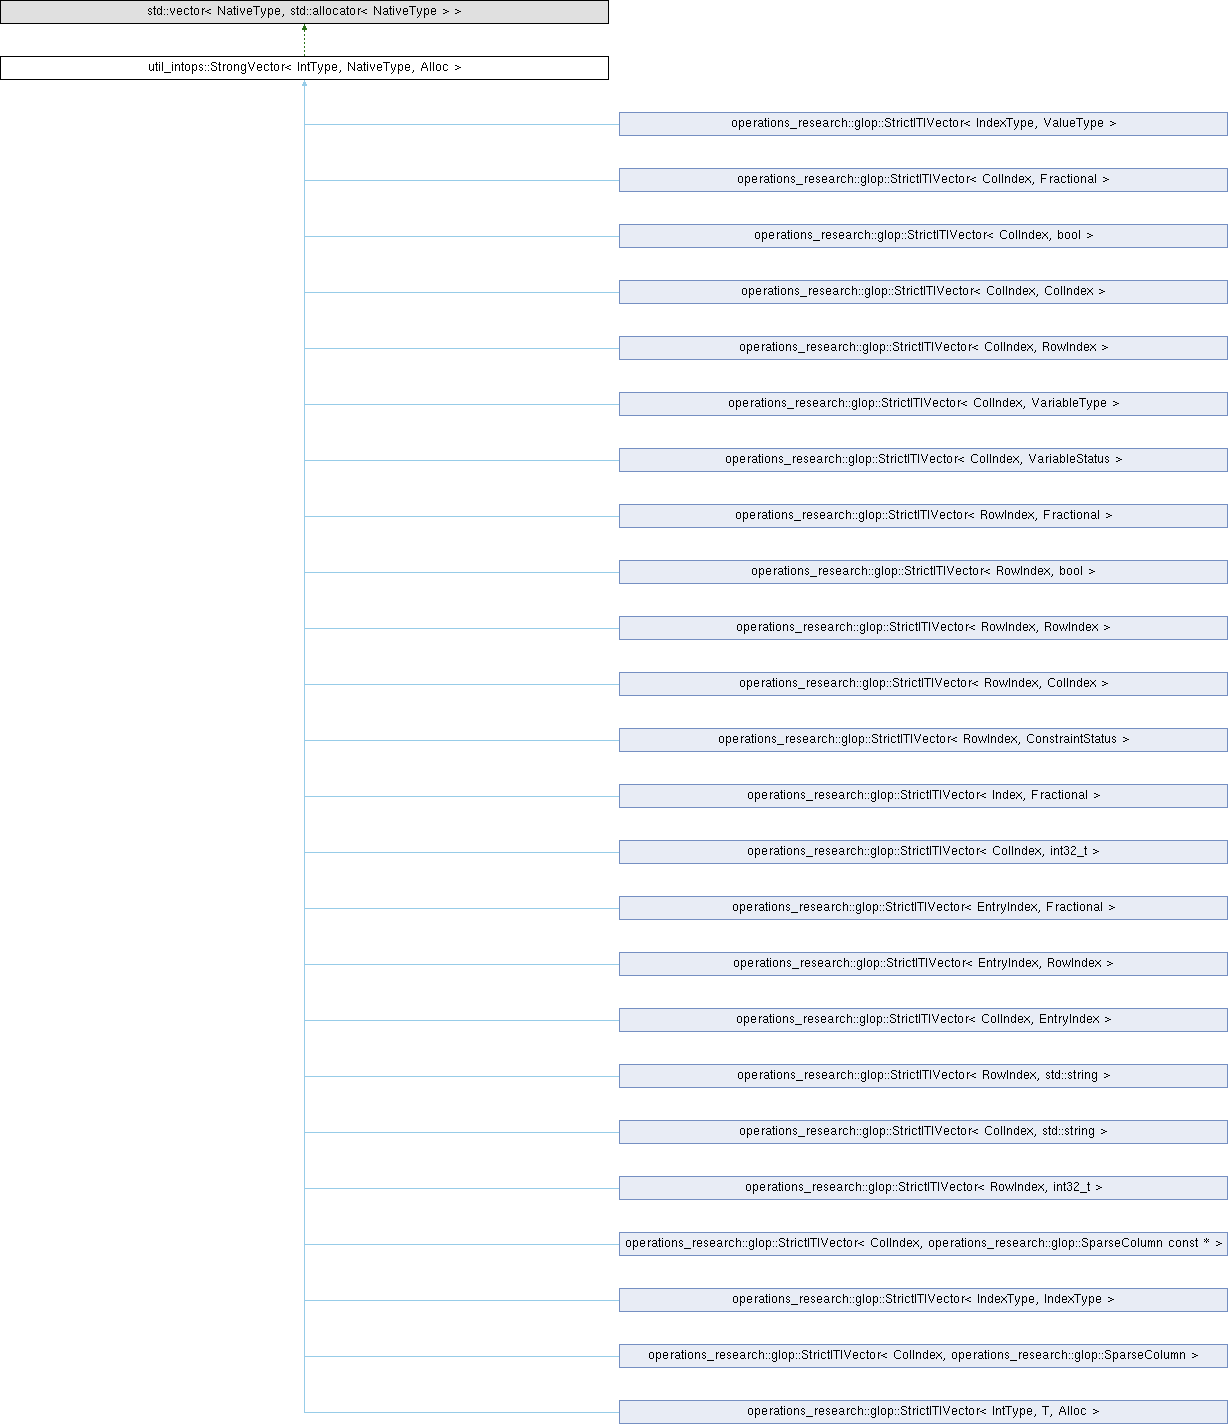 std::vector< NativeType, std::allocator< NativeType > >
util_intops::StrongVector< IntType, NativeType, Alloc >
operations_research::glop::StrictITIVector< IndexType, ValueType >
operations_research::glop::StrictITIVector< ColIndex, Fractional >
operations_research::glop::StrictITIVector< ColIndex, bool >
operations_research::glop::StrictITIVector< ColIndex, ColIndex >
operations_research::glop::StrictITIVector< ColIndex, RowIndex >
operations_research::glop::StrictITIVector< ColIndex, VariableType >
operations_research::glop::StrictITIVector< ColIndex, VariableStatus >
operations_research::glop::StrictITIVector< RowIndex, Fractional >
operations_research::glop::StrictITIVector< RowIndex, bool >
operations_research::glop::StrictITIVector< RowIndex, RowIndex >
operations_research::glop::StrictITIVector< RowIndex, ColIndex >
operations_research::glop::StrictITIVector< RowIndex, ConstraintStatus >
operations_research::glop::StrictITIVector< Index, Fractional >
operations_research::glop::StrictITIVector< ColIndex, int32_t >
operations_research::glop::StrictITIVector< EntryIndex, Fractional >
operations_research::glop::StrictITIVector< EntryIndex, RowIndex >
operations_research::glop::StrictITIVector< ColIndex, EntryIndex >
operations_research::glop::StrictITIVector< RowIndex, std::string >
operations_research::glop::StrictITIVector< ColIndex, std::string >
operations_research::glop::StrictITIVector< RowIndex, int32_t >
operations_research::glop::StrictITIVector< ColIndex, operations_research::glop::SparseColumn const * >
operations_research::glop::StrictITIVector< IndexType, IndexType >
operations_research::glop::StrictITIVector< ColIndex, operations_research::glop::SparseColumn >
operations_research::glop::StrictITIVector< IntType, T, Alloc >